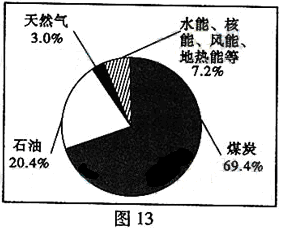 天然气
3.0%
水能、核
能、风能、
地热能等
7.2%
石油
20.4%
煤炭
69.4%
图 13